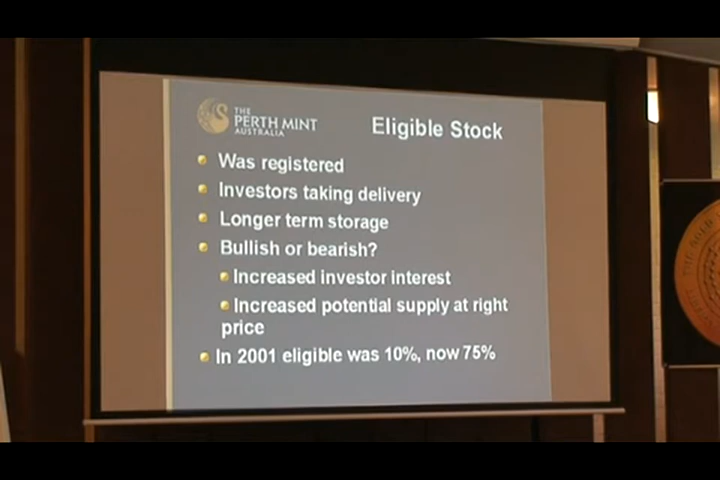 THE
PERTH MINT
AUSTRALIA
Eligible Stock
Was registered
Investors taking delivery
Longer term storage
Bullish or bearish?
Increased investor interest
Increased potential supply at right
price
In 2001 eligible was 10%, now 75%